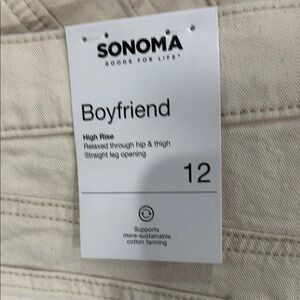 SONOMA
GOODS FOR LIFE
Boyfriend
High Rise
Relaxed through hip & thigh
Straight leg opening
12
Supports
more-sustainable
cotton farming